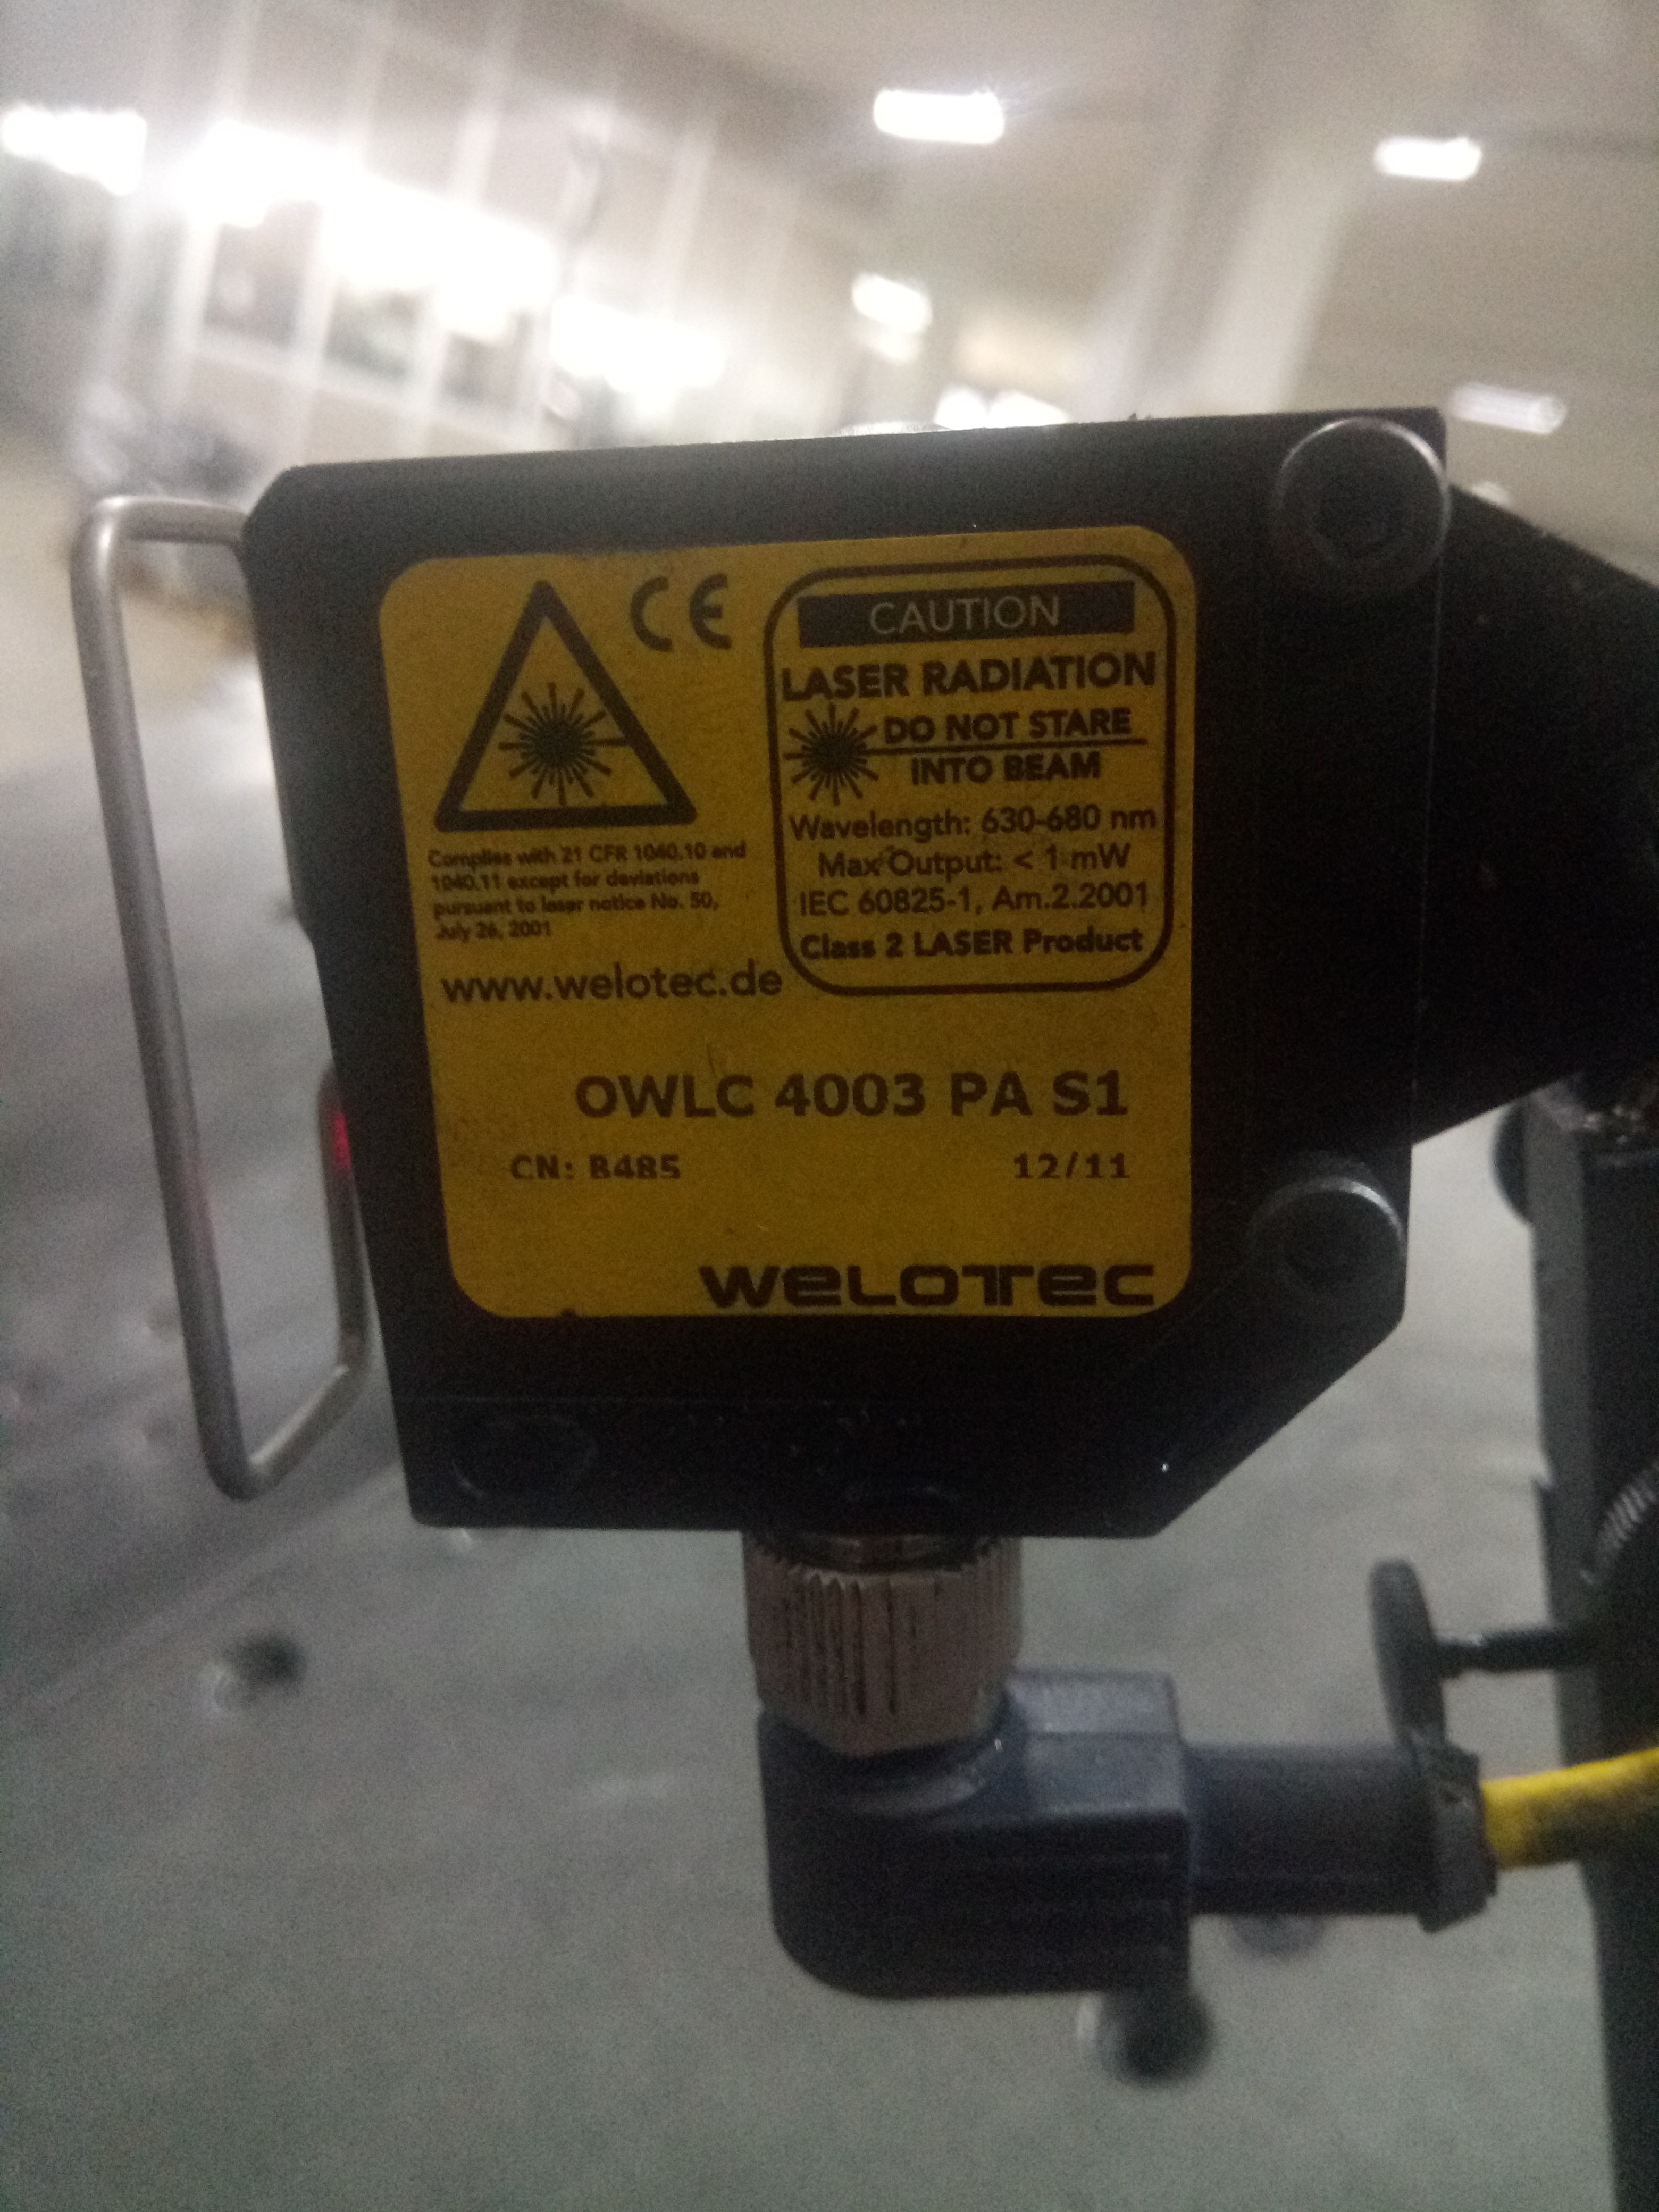 CE
CAUTION
LASER RADIATION
DO NOT STARE
INTO BEAM
Wavelength: 630-680 nm
Max Output: < 1 mW
IEC 60825-1, Am.2.2001
Class 2 LASER Product
Complies with 21 CFR 1040.10 and
1040.11 except for deviations
pursuant to laser notice No. 50,
July 26, 2001
www.welotec.de
OWLC 4003 PA S1
CN: B485 12/11
WELOTEC